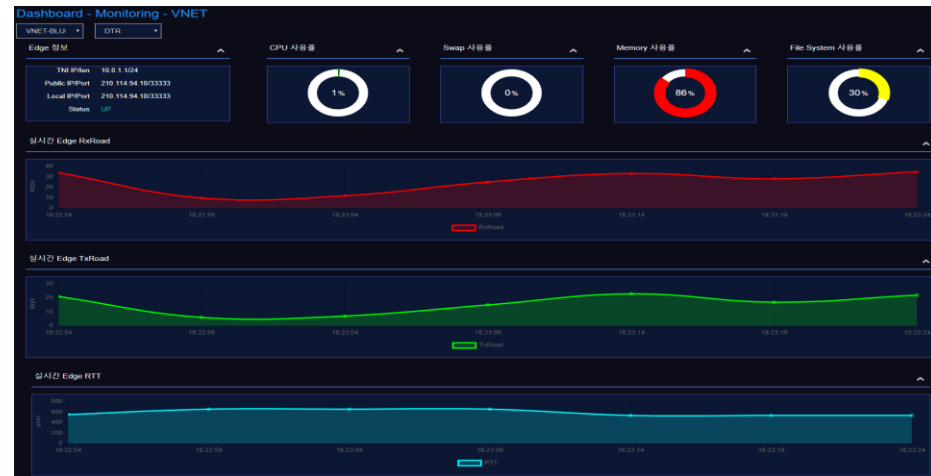 Dashboard - Monitoring - VNET
VNET-BLU
DTR
Edge 정보
CPU 사용률
Swap 사용률
Memory 사용률
File System 사용률
TNI IP/len 10.0.1.1/24
Public IP/Port 210.114.94.10/33333
Local IP/Port 210.114.94.10/33333
Status UP
1%
0%
86%
30%
실시간 Edge RxRoad
40
30
20
10
0
18:22:54 18:22:59 18:23:04 18:23:09 18:23:14 18:23:19 18:23:24
RxRoad
실시간 Edge TxRoad
30
20
10
0
18:22:54 18:22:59 18:23:04 18:23:09 18:23:14 18:23:19 18:23:24
TxRoad
실시간 Edge RTT
800
600
400
200
0
18:22:54 18:22:59 18:23:04 18:23:09 18:23:14 18:23:19 18:23:24
RTT